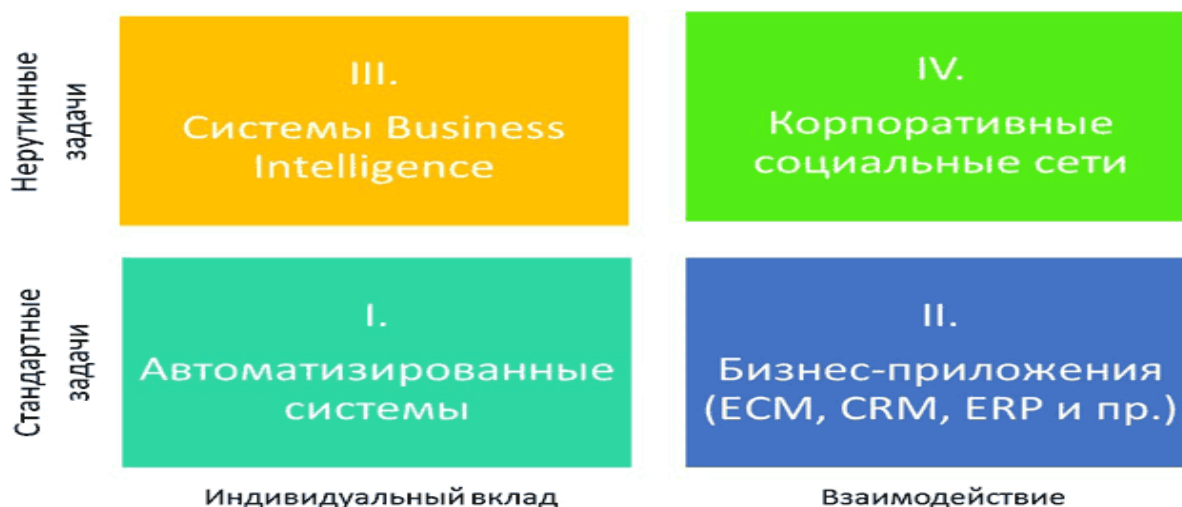 Нерутинные
задачи
III.
Системы Business
Intelligence
IV.
Корпоративные
социальные сети
Стандартные
задачи
I.
Автоматизированные
системы
II.
Бизнес-приложения
(ECM, CRM, ERP и пр.)
Индивидуальный вклад
Взаимодействие